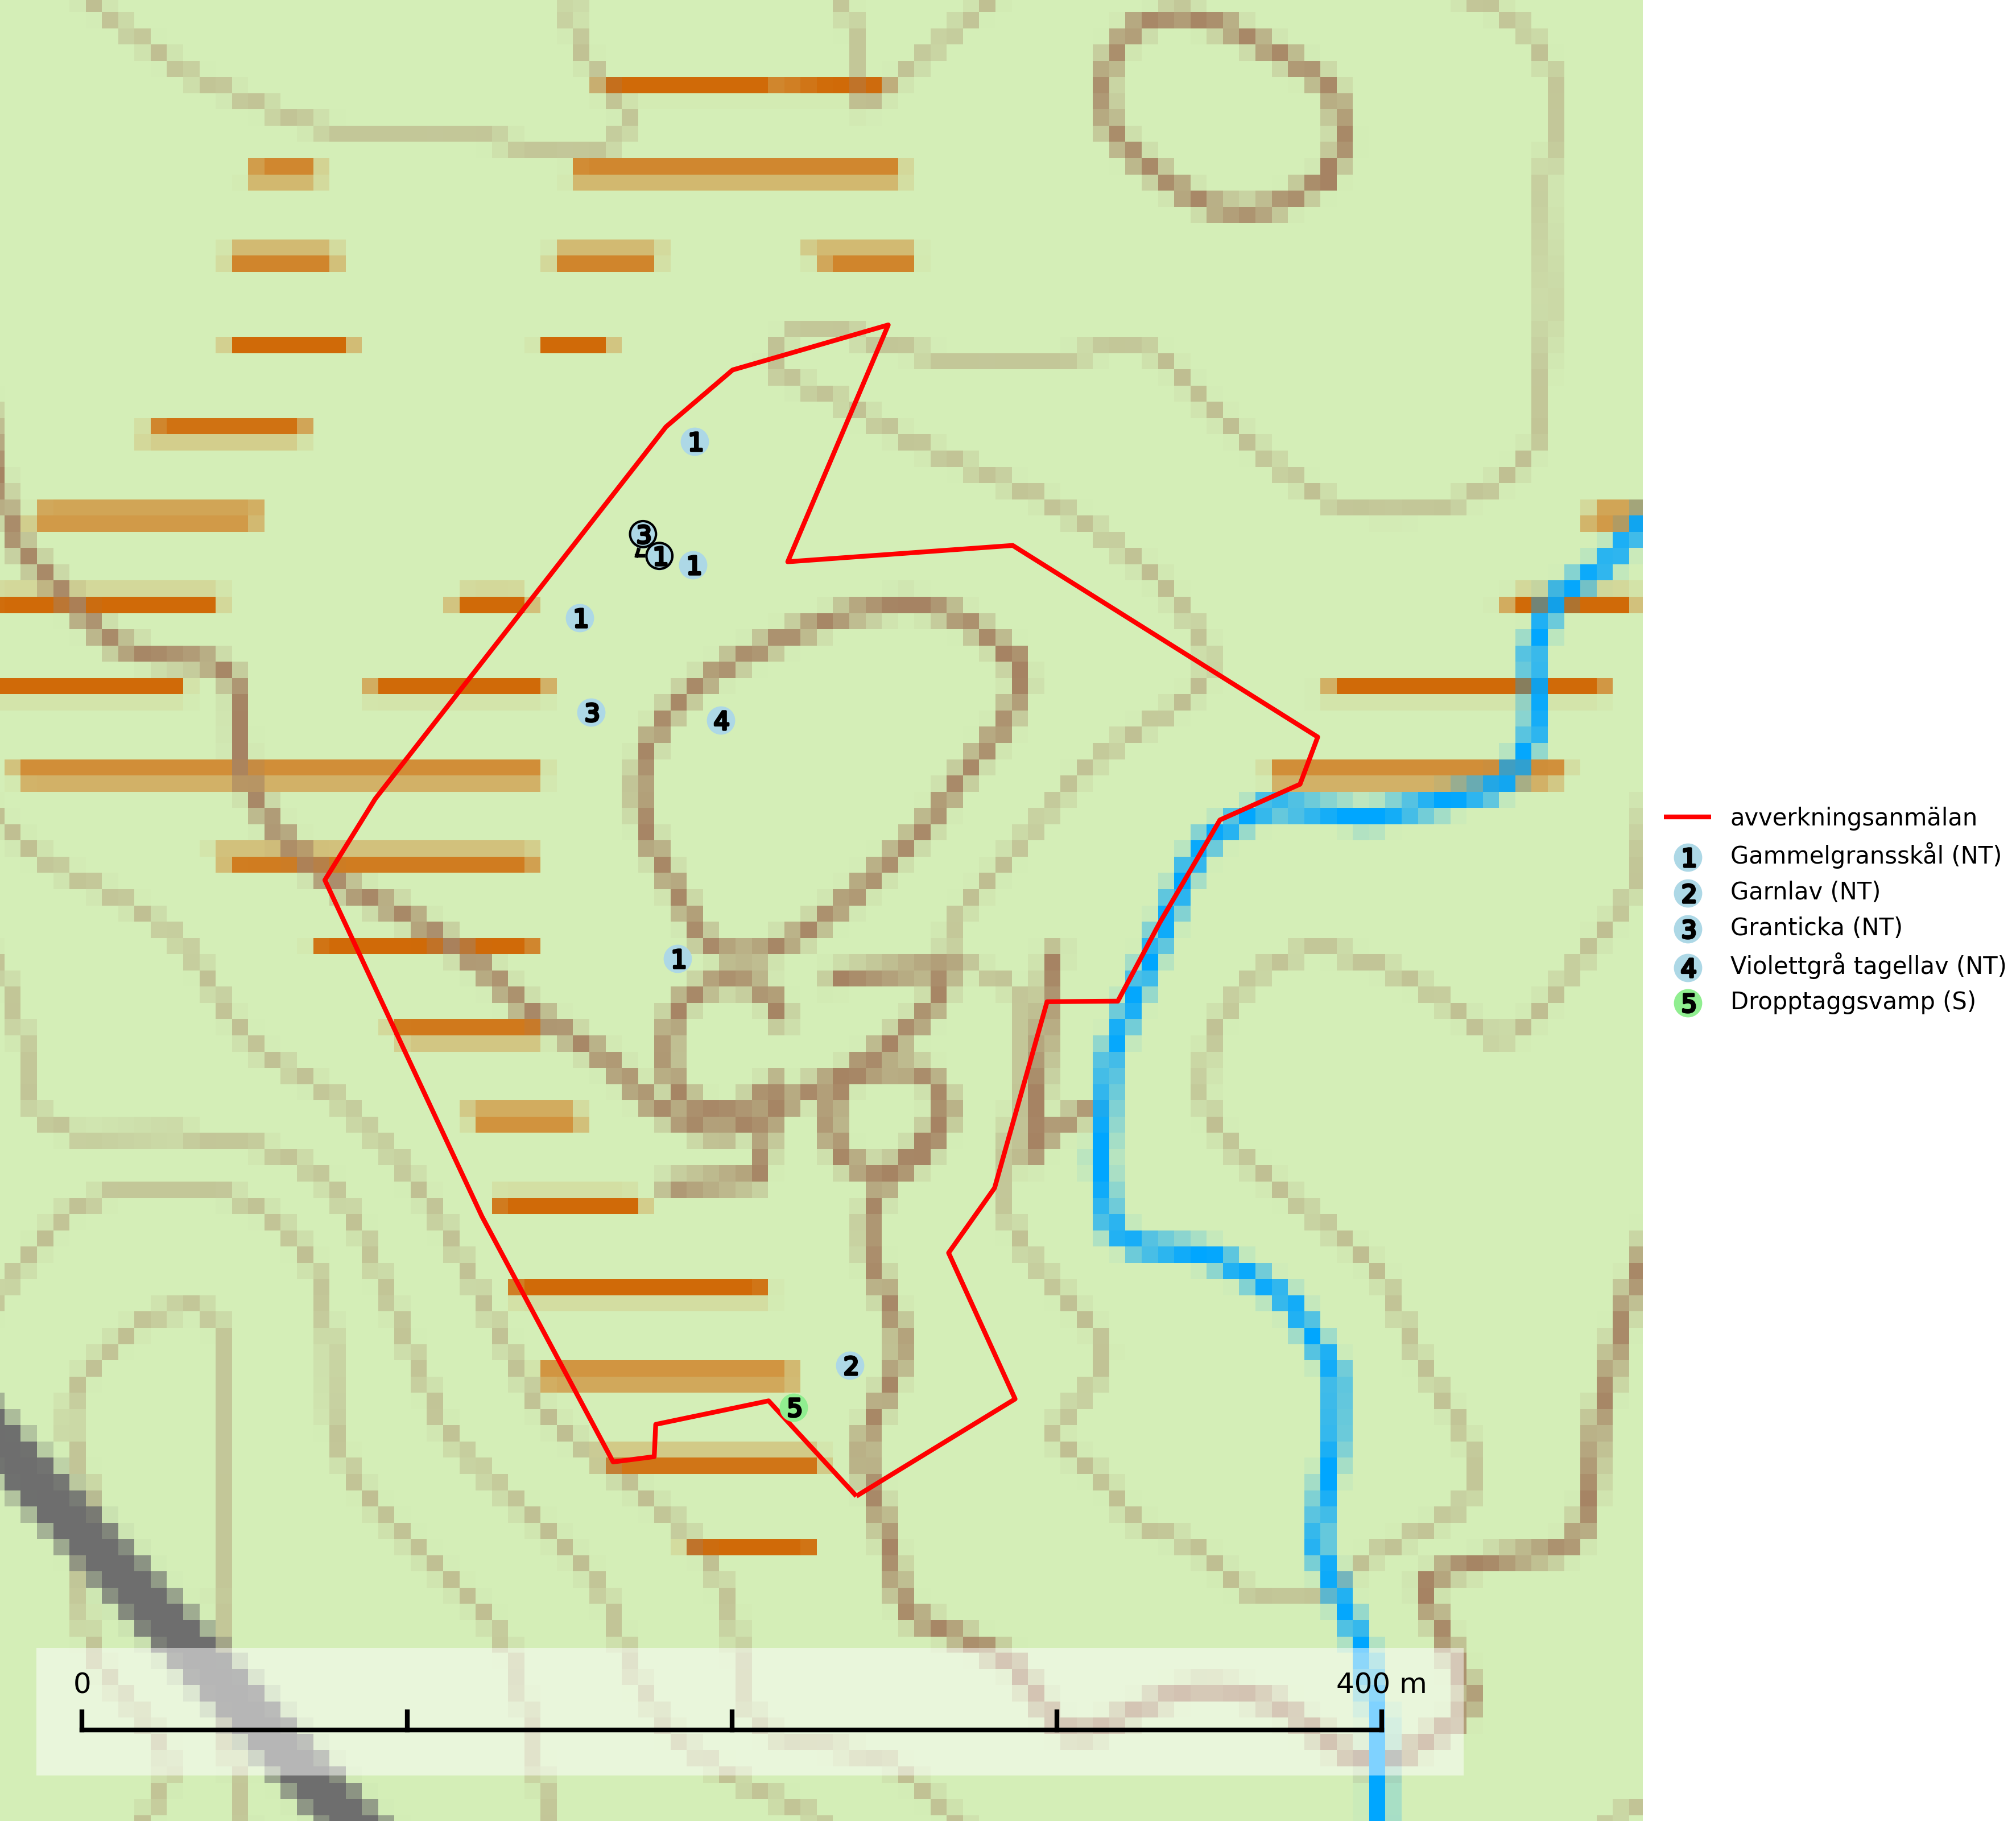 1
3
1
1
1
3
4
1
2
5
avverkningsanmälan
1 Gammelgransskål (NT)
2 Garnlav (NT)
3 Granticka (NT)
4 Violettgrå tagellav (NT)
5 Dropptaggsvamp (S)
0 400 m